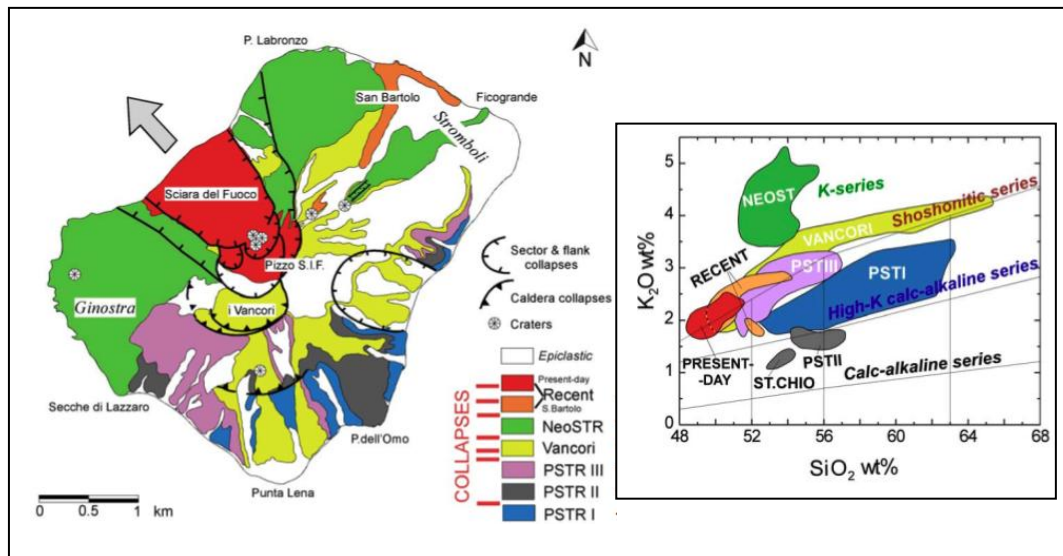 P. Labronzo
N
San Bartolo
Ficogrande
Stromboli
Sciara del Fuoco
Pizzo S.I.F.
Ginostra
i Vancori
Secche di Lazzaro
P.dell'Omo
Punta Lena
0 0.5 1 km
Sector & flank
collapses
Caldera collapses
Craters
COLLAPSES
Epiclastic
Present-day
Recent
S.Bartolo
NeoSTR
Vancori
PSTR III
PSTR II
PSTR I
K2O wt%
5
4
3
2
1
0
NEOST
K-series
Shoshonitic series
VANCORI
RECENT
PSTIII
PSTI
High-K calc-alkaline series
PRESENT-
-DAY
PSTII
ST.CHIO
Calc-alkaline series
48 52 56 60 64 68
SiO2 wt%